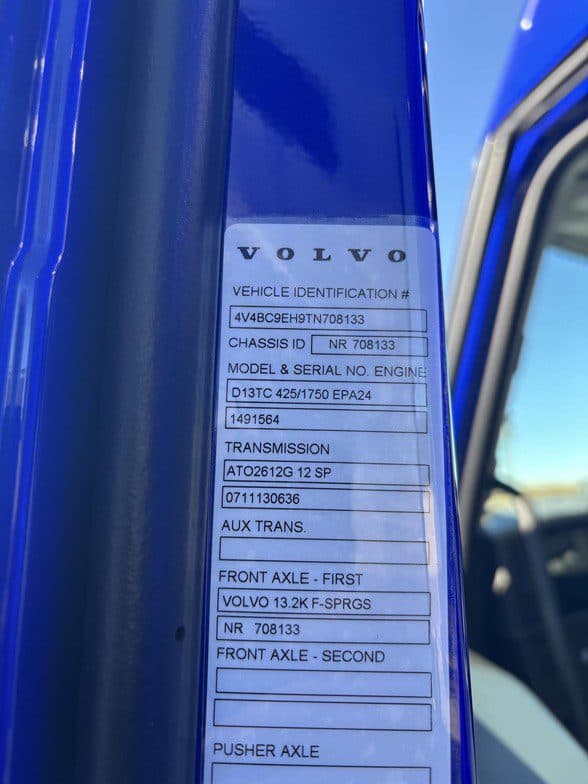 VOLVO
VEHICLE IDENTIFICATION #
4V4BC9EH9TN708133
CHASSIS ID NR 708133
MODEL & SERIAL NO. ENGINE
D13TC 425/1750 EPA24
1491564
TRANSMISSION
ATO2612G 12 SP
0711130636
AUX TRANS.
FRONT AXLE - FIRST
VOLVO 13.2K F-SPRGS
NR 708133
FRONT AXLE - SECOND
PUSHER AXLE